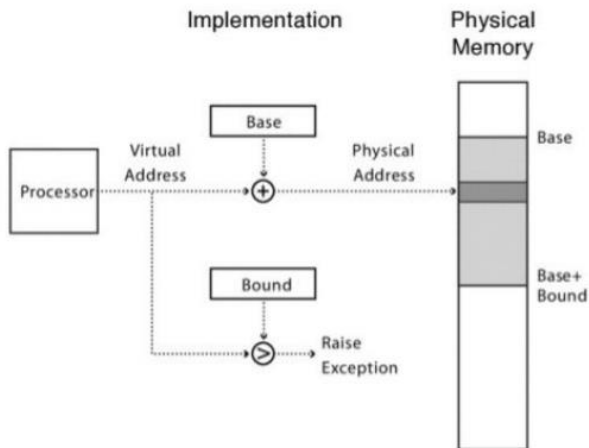 Implementation
Physical
Memory
Base
Virtual
Address
Physical
Address
Base
Processor
+
Bound
Base+
Bound
>
Raise
Exception